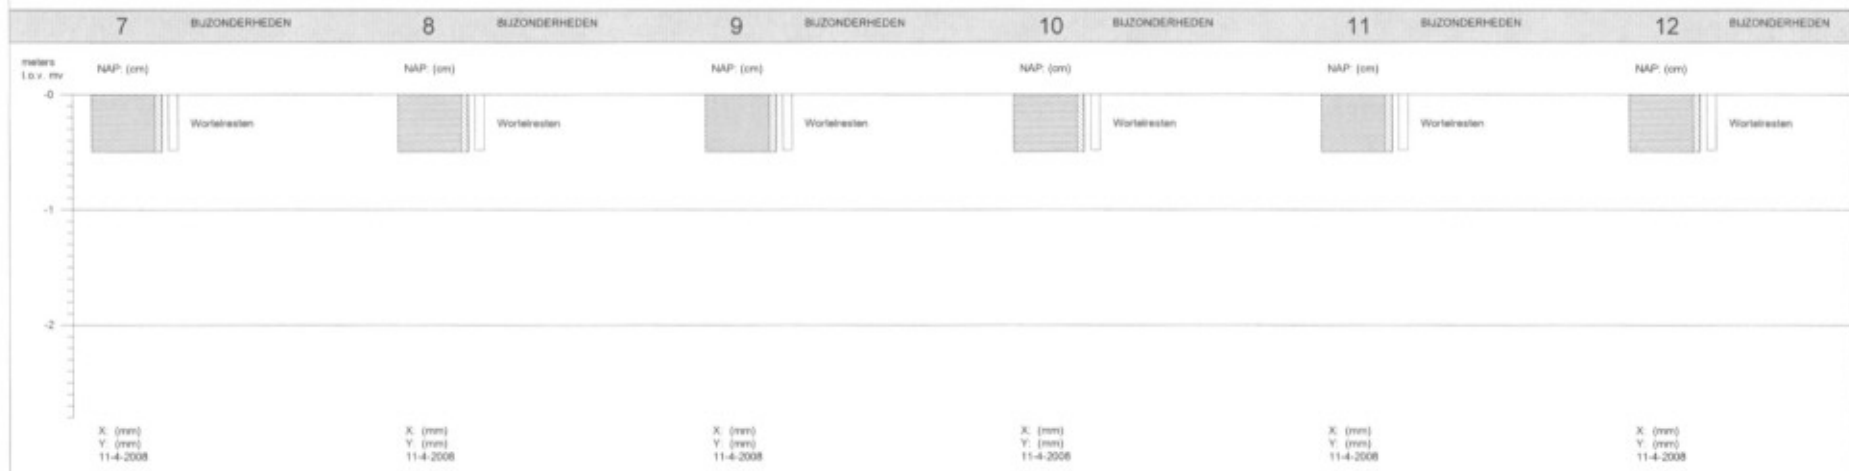 7 BIJZONDERHEDEN 8 BIJZONDERHEDEN 9 BIJZONDERHEDEN 10 BIJZONDERHEDEN 11 BIJZONDERHEDEN 12 BIJZONDERHEDEN
meters
t.o.v. mv
NAP: (cm) NAP: (cm) NAP: (cm) NAP: (cm) NAP: (cm) NAP: (cm)
-0
Wortelresten Wortelresten Wortelresten Wortelresten Wortelresten Wortelresten
-1
-2
X: (mm) X: (mm) X: (mm) X: (mm) X: (mm) X: (mm)
Y: (mm) Y: (mm) Y: (mm) Y: (mm) Y: (mm) Y: (mm)
11-4-2008 11-4-2008 11-4-2008 11-4-2008 11-4-2008 11-4-2008